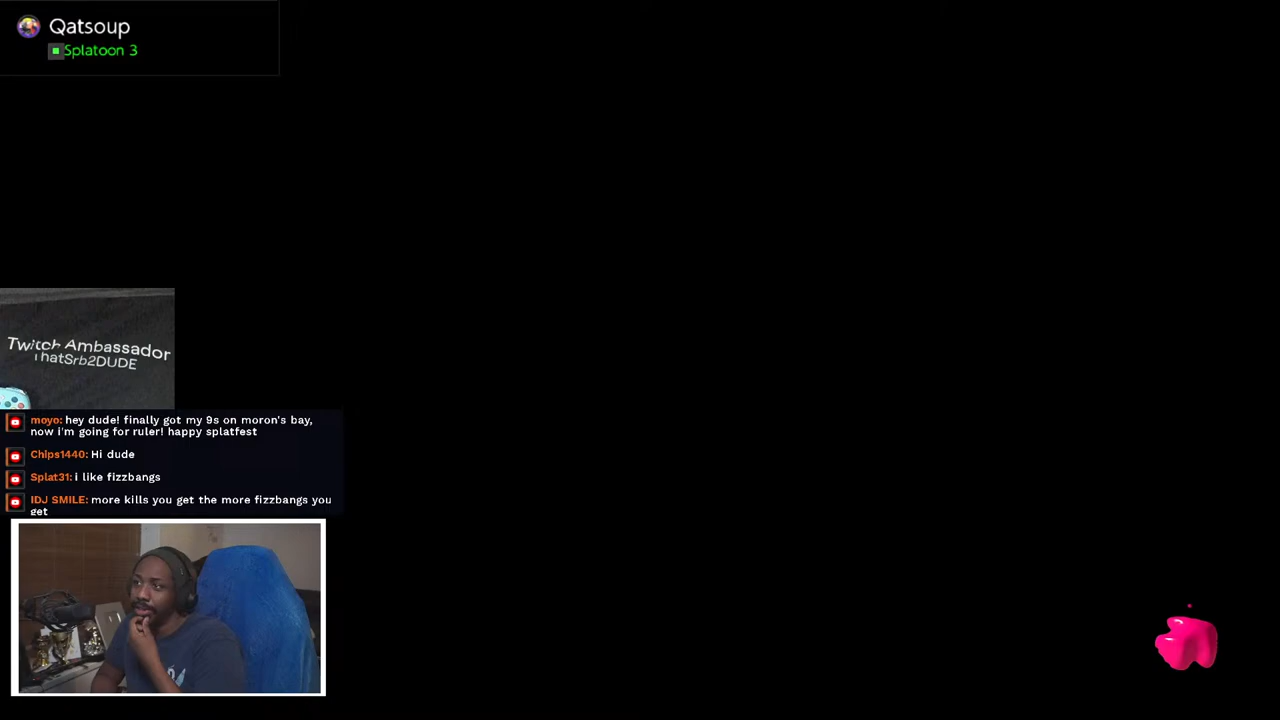 Qatsoup
Splatoon 3
Twitch Ambassador
ThatSrb2DUDE
moyo: hey dude! finally got my 9s on moron's bay,
now i'm going for ruler! happy splatfest
Chips1440: Hi dude
Splat31: i like fizzbangs
IDJ SMILE: more kills you get the more fizzbangs you
get